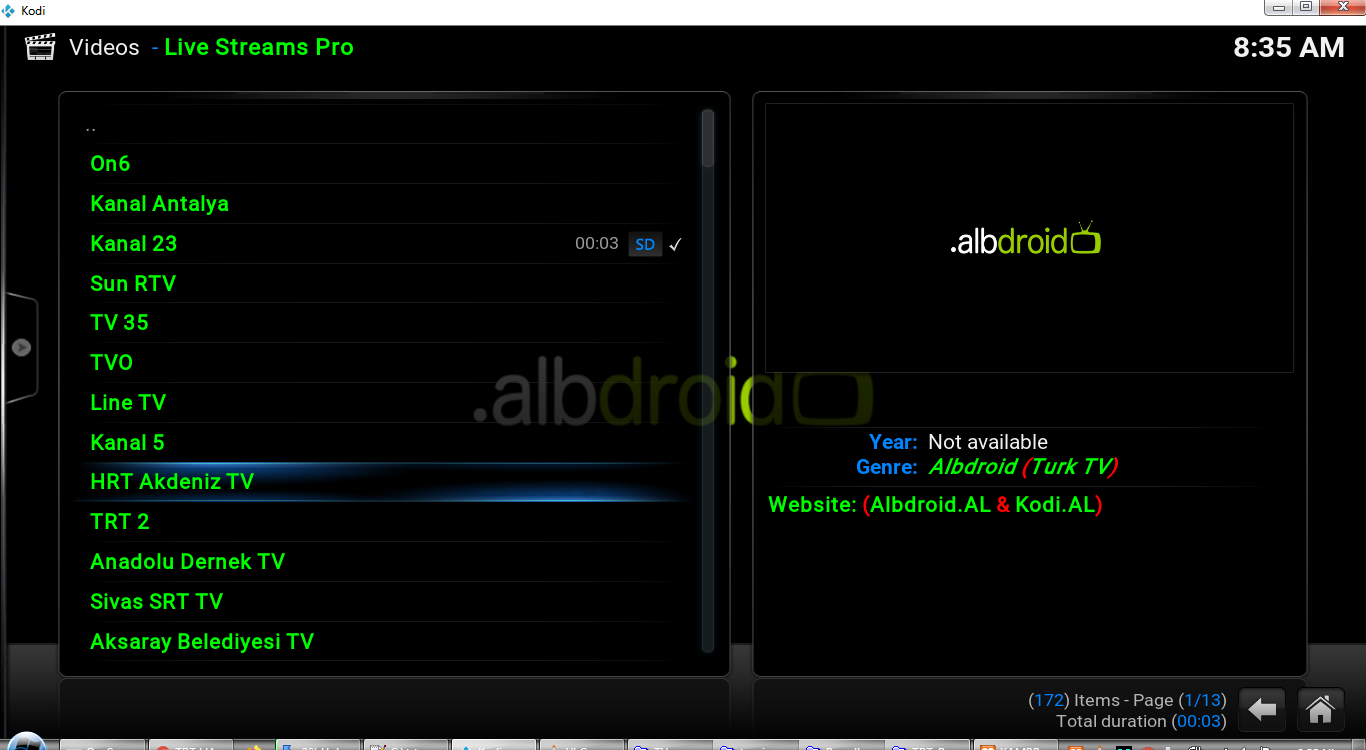 Kodi
Videos - Live Streams Pro
8:35 AM
..
On6
Kanal Antalya
Kanal 23 00:03 SD
Sun RTV
TV 35
TVO
Line TV
Kanal 5
HRT Akdeniz TV
TRT 2
Anadolu Dernek TV
Sivas SRT TV
Aksaray Belediyesi TV
.albdroid
.albdroid
Year: Not available
Genre: Albdroid (Turk TV)
Website: (Albdroid.AL & Kodi.AL)
(172) Items - Page (1/13)
Total duration (00:03)